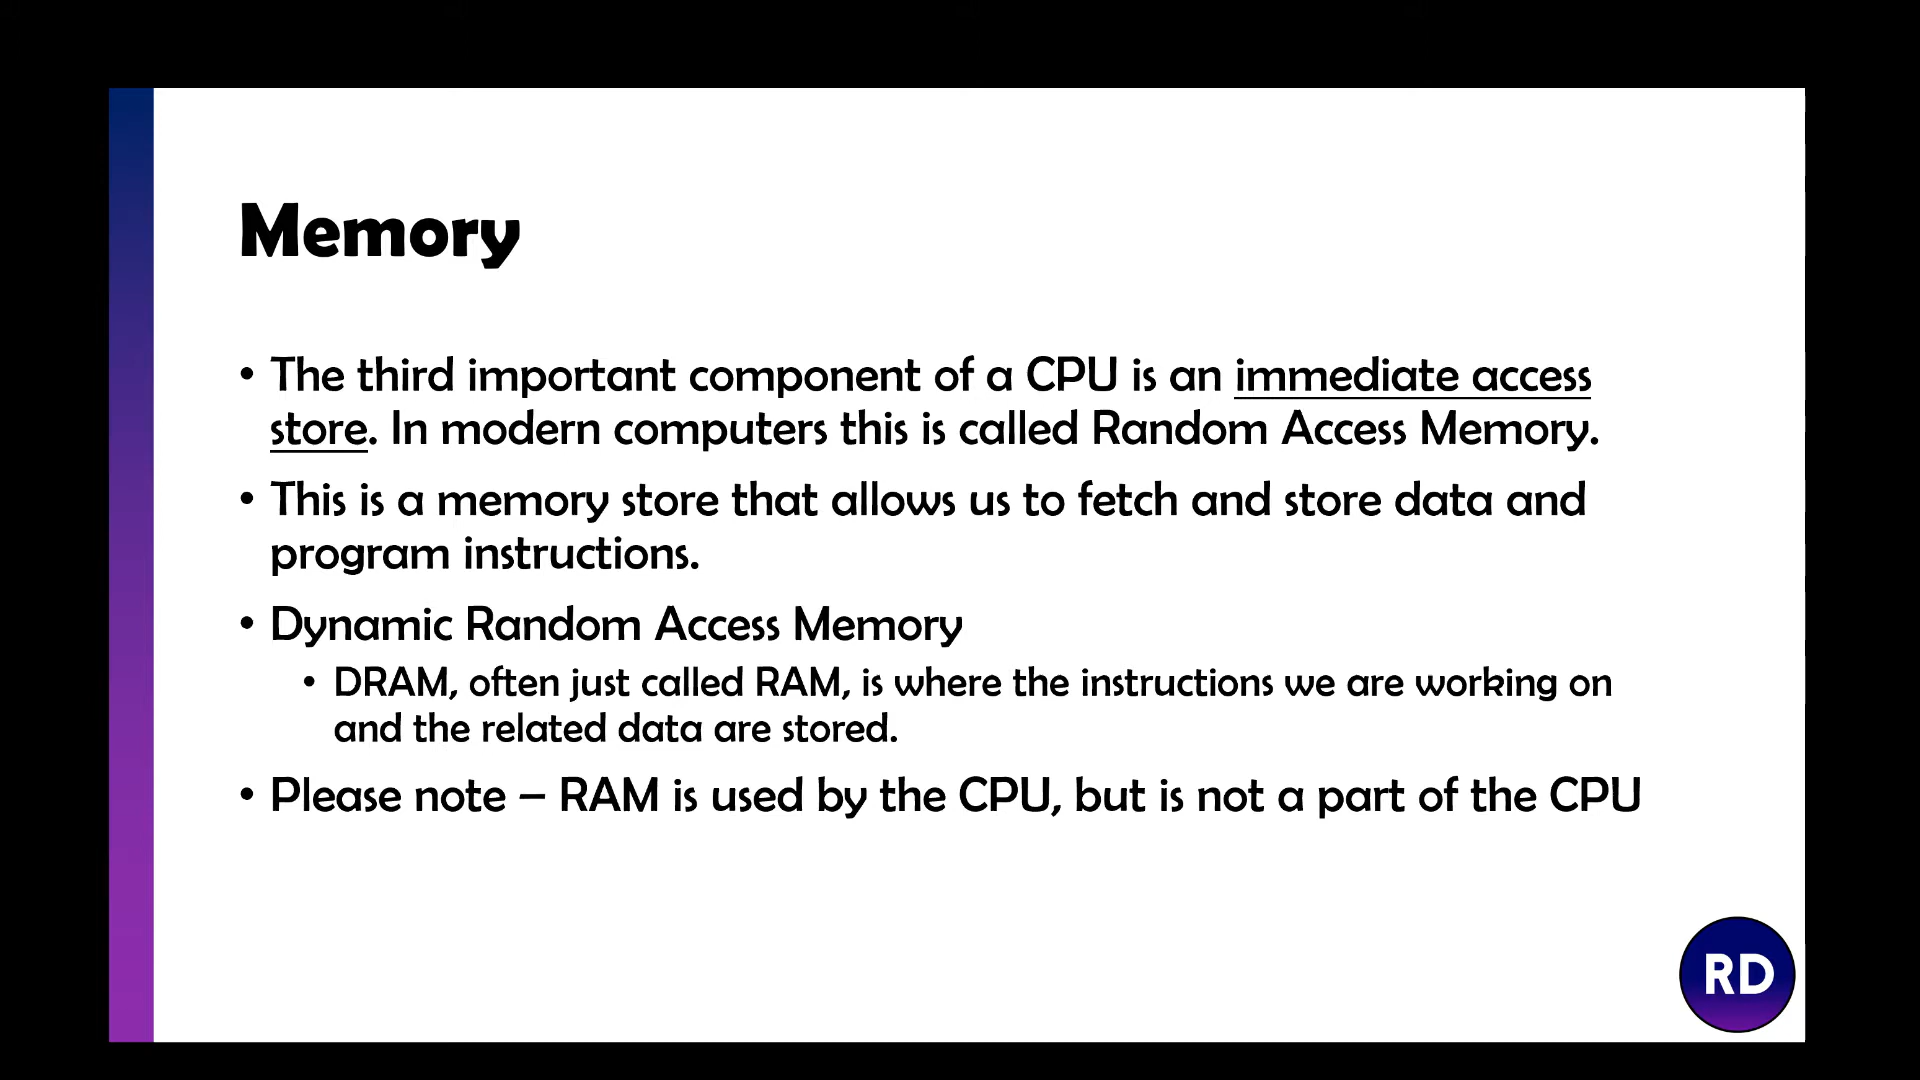 Memory
• The third important component of a CPU is an immediate access
store. In modern computers this is called Random Access Memory.
• This is a memory store that allows us to fetch and store data and
program instructions.
• Dynamic Random Access Memory
• DRAM, often just called RAM, is where the instructions we are working on
and the related data are stored.
• Please note – RAM is used by the CPU, but is not a part of the CPU
RD